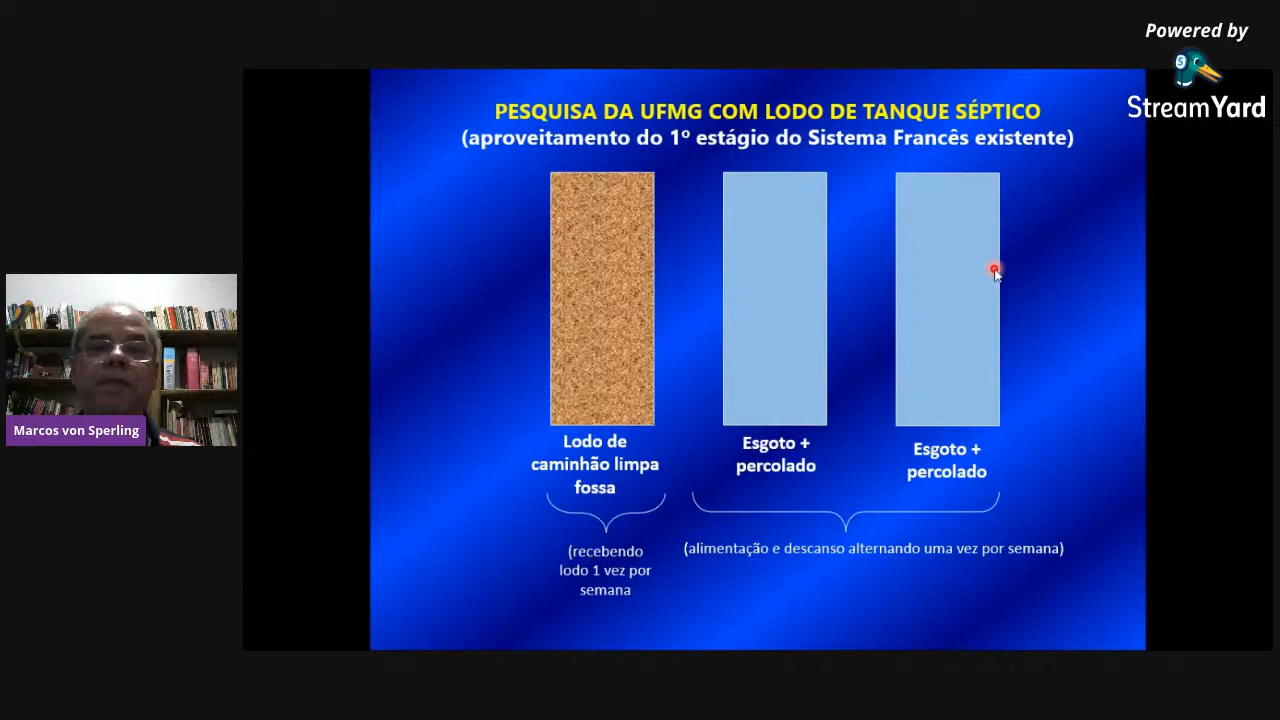 Powered by
StreamYard
PESQUISA DA UFMG COM LODO DE TANQUE SÉPTICO
(aproveitamento do 1º estágio do Sistema Francês existente)
Lodo de
caminhão limpa
fossa
Esgoto +
percolado
Esgoto +
percolado
(recebendo
lodo 1 vez por
semana
(alimentação e descanso alternando uma vez por semana)
Marcos von Sperling